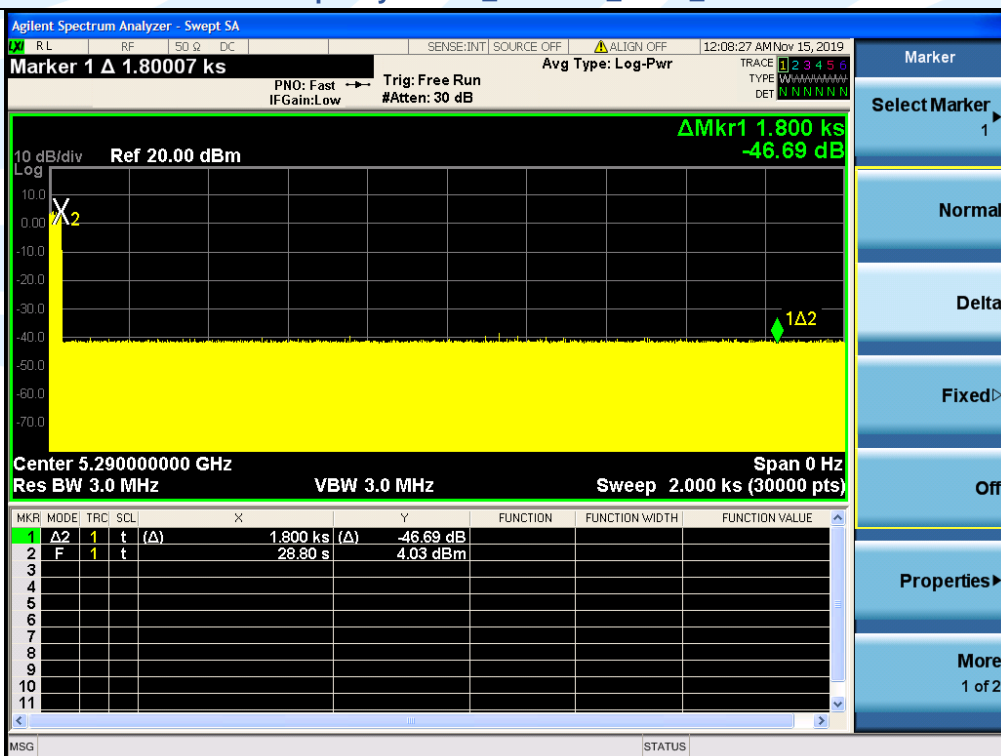 Agilent Spectrum Analyzer - Swept SA
LXI RL RF 50 Ω DC SENSE:INT SOURCE OFF ALIGN OFF 12:08:27 AM Nov 15, 2019
Marker 1 Δ 1.80007 ks
PNO: Fast
IFGain:Low
Trig: Free Run
#Atten: 30 dB
Avg Type: Log-Pwr
TRACE 1 2 3 4 5 6
TYPE
DET N N N N N N
ΔMkr1 1.800 ks
-46.69 dB
10 dB/div Ref 20.00 dBm
Log
10.0
0.00
-10.0
-20.0
-30.0
-40.0
-50.0
-60.0
-70.0
2
1Δ2
Center 5.290000000 GHz Span 0 Hz
Res BW 3.0 MHz VBW 3.0 MHz Sweep 2.000 ks (30000 pts)
MKR MODE TRC SCL X Y FUNCTION FUNCTION WIDTH FUNCTION VALUE
1 Δ2 1 t (Δ) 1.800 ks (Δ) -46.69 dB
2 F 1 t 28.80 s 4.03 dBm
3
4
5
6
7
8
9
10
11
MSG STATUS
Marker
Select Marker
1
Normal
Delta
Fixed
Off
Properties
More
1 of 2